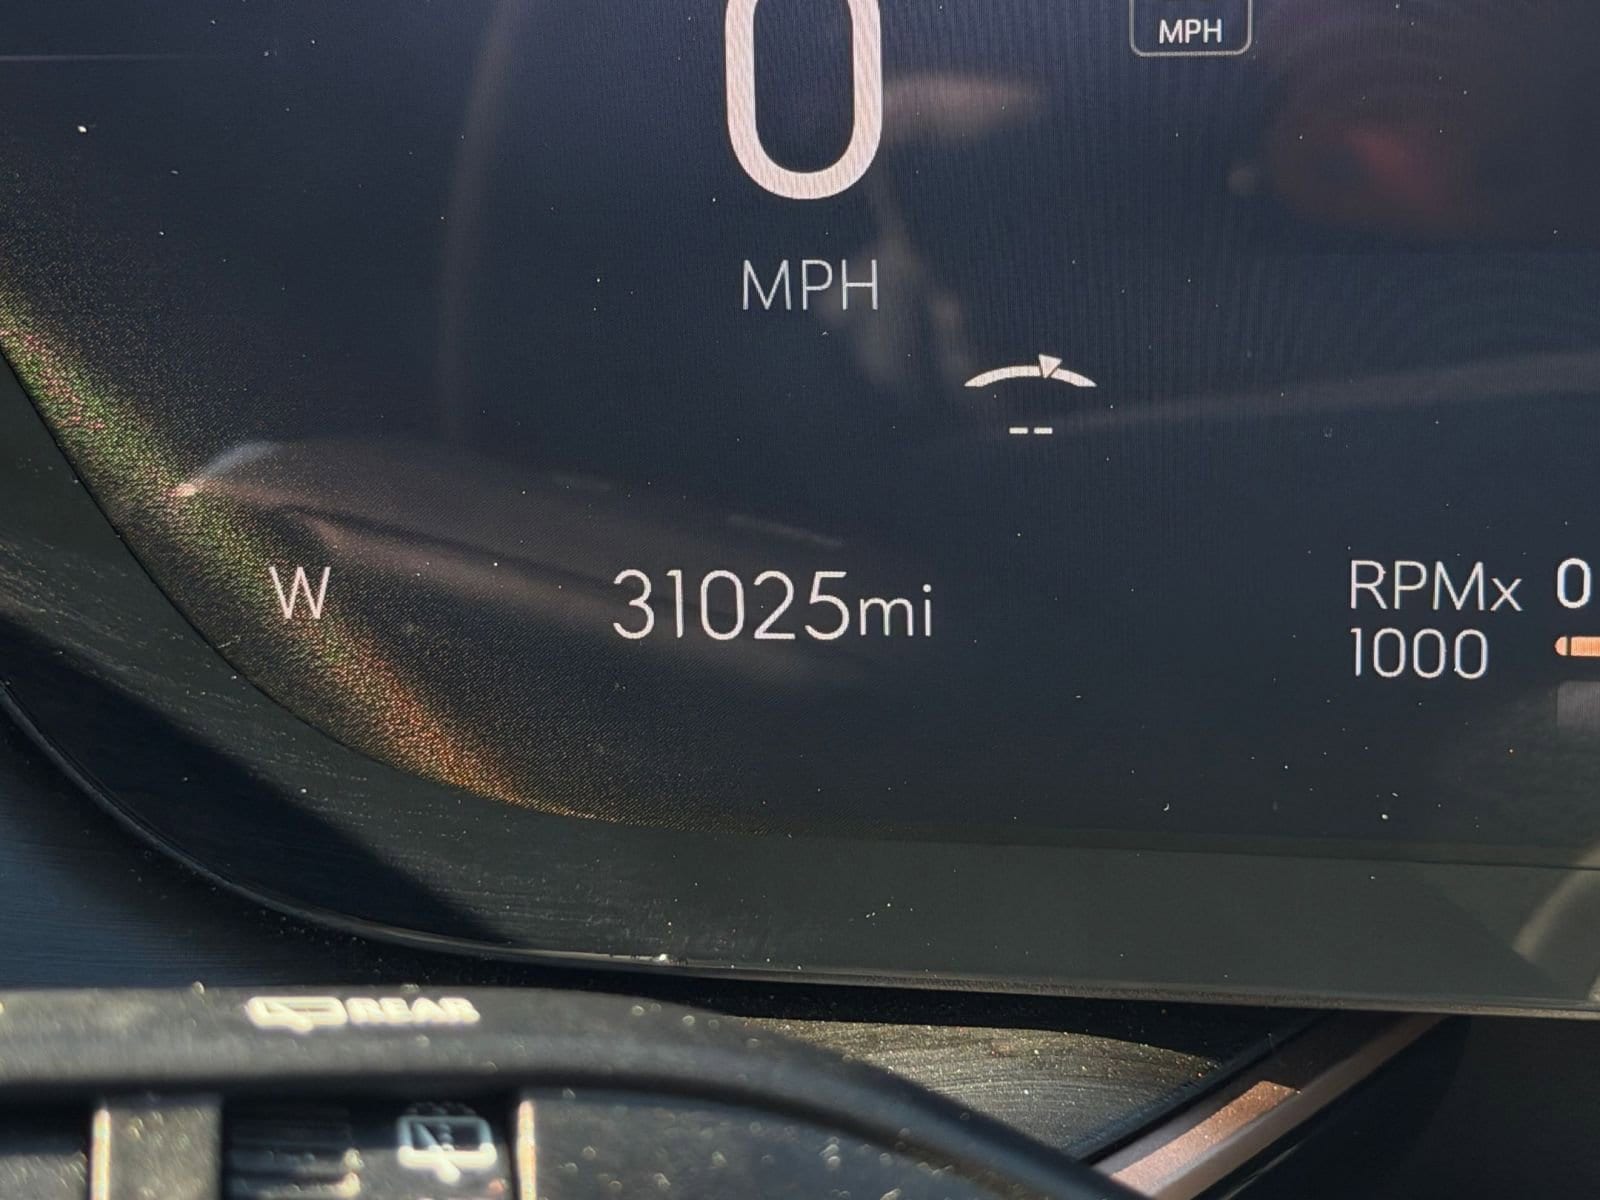 0
MPH
MPH
--
W
31025mi
RPMx 0
1000
REAR